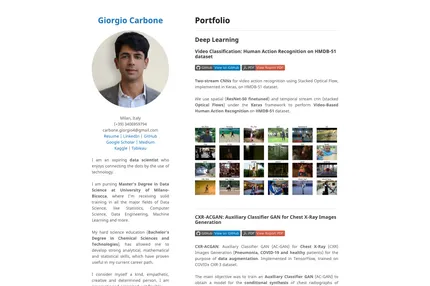 Giorgio Carbone
Milan, Italy
carbone.giorgio4@gmail.com
Resume | LinkedIn | GitHub
Google Scholar | Medium
Kaggle | Tableau
I am an aspiring data scientist who
enjoys connecting the dots by the use of
technology.
I am pursing Master's Degree in Data
Science at University of Milano-
Bicocca, where I'm receiving solid
training in all the major fields of Data
Science, like Statistics, Computer
Science, Data Engineering, Machine
Learning and more.
My hard science education (Bachelor's
Degree in Chemical Sciences and
Technologies), has allowed me to
develop strong analytical, mathematical
and statistical skills, which have proven
useful in my current career path.
I consider myself a kind, empathetic,
creative and determined person. I am
Portfolio
Deep Learning
Video Classification: Human Action Recognition on HMDB-51
dataset
GitHub View on GitHub PDF View Report PDF
Two-stream CNNs for video action recognition using Stacked Optical Flow,
implemented in Keras, on HMDB-51 dataset.
We use spatial (ResNet-50 Finetuned) and temporal stream cnn (stacked
Optical Flows) under the Keras framework to perform Video-Based
Human Action Recognition on HMDB-51 dataset.
CXR-ACGAN: Auxiliary Classifier GAN for Chest X-Ray Images
Generation
GitHub View on GitHub PDF View Report PDF
CXR-ACGAN: Auxiliary Classifier GAN (AC-GAN) for Chest X-Ray (CXR)
Images Generation (Pneumonia, COVID-19 and healthy patients) for the
purpose of data augmentation. Implemented in TensorFlow, trained on
COVIDx CXR-3 dataset.
The main objective was to train an Auxiliary Classifier GAN (AC-GAN) to
obtain a model for the conditional synthesis of chest radiographs of